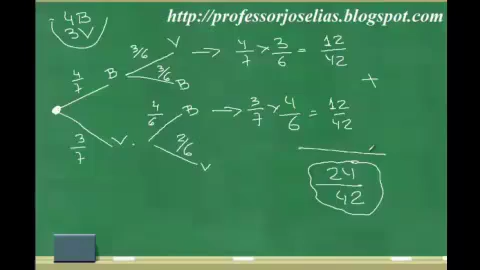 http://professorjoselias.blogspot.com
4B
3V
4/7 B 3/6 V → 4/7 × 3/6 = 12/42
3/6 B
+
3/7 V. 4/6 B → 3/7 × 4/6 = 12/42
2/6 V
24/42